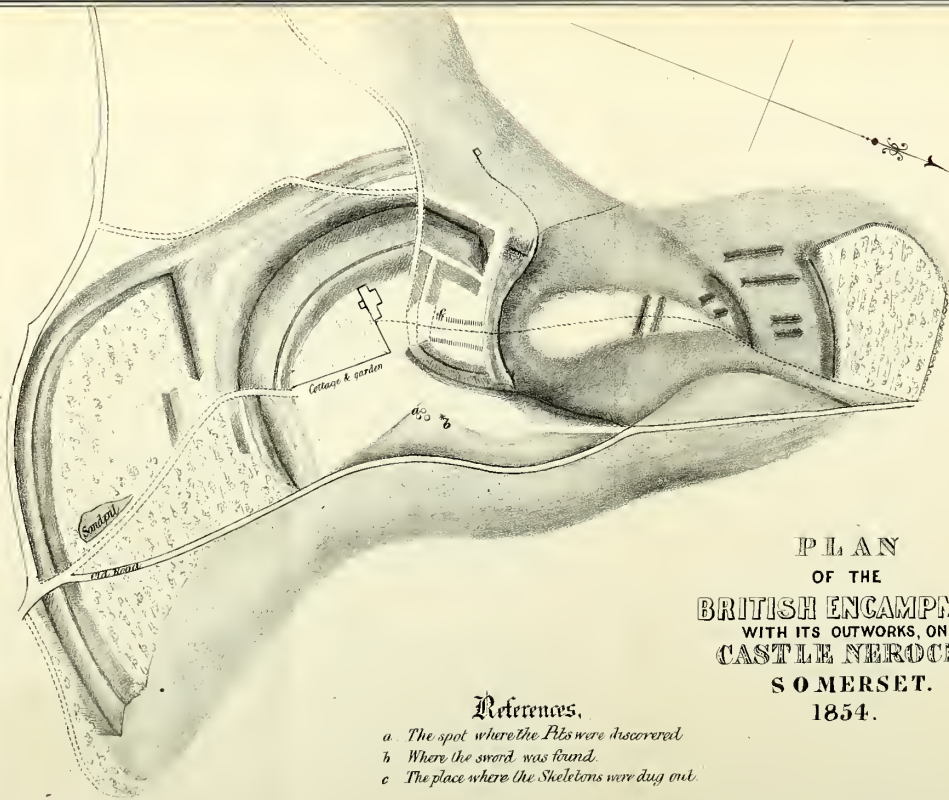 Cottage & garden
a
b
Sandpit
Old Road
PLAN
OF THE
BRITISH ENCAMPM
WITH ITS OUTWORKS, ON
CASTLE NEROCH
SOMERSET.
1854.
References.
a The spot where the Pits were discovered
b Where the sword was found.
c The place where the Skeletons were dug out.